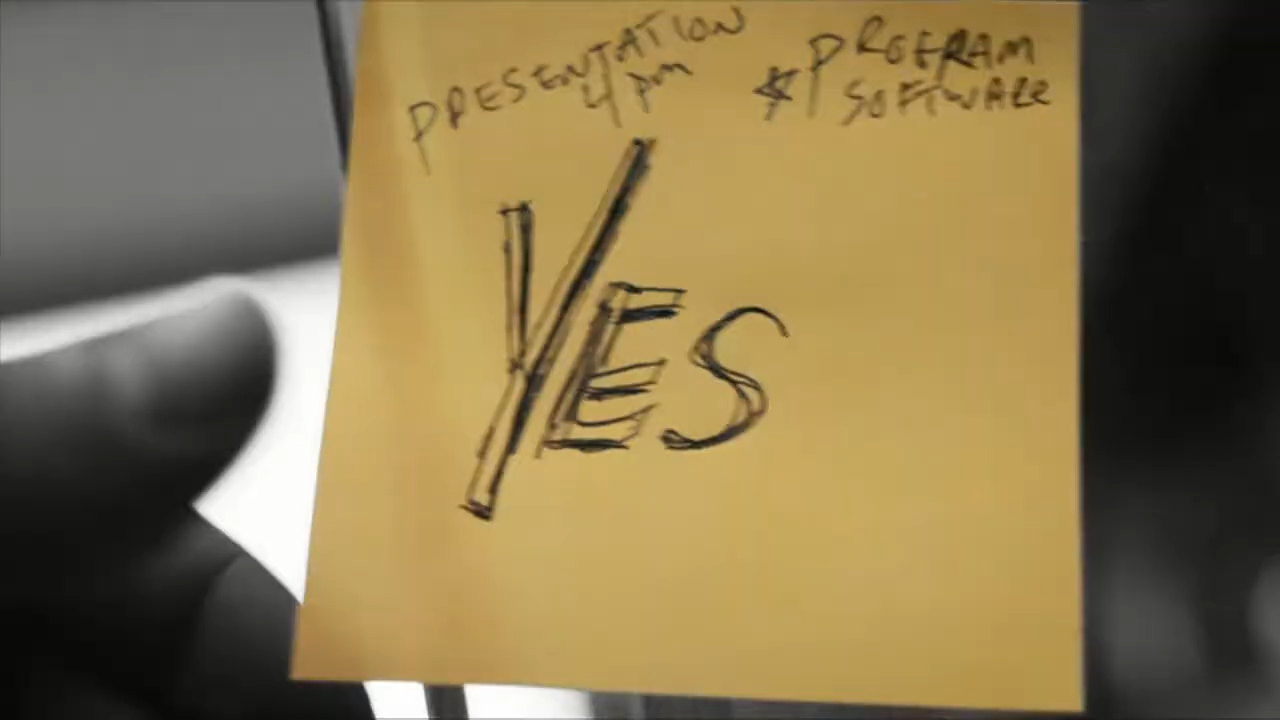 PRESENTATION
4pm
*PROGRAM
SOFTWARE
YES